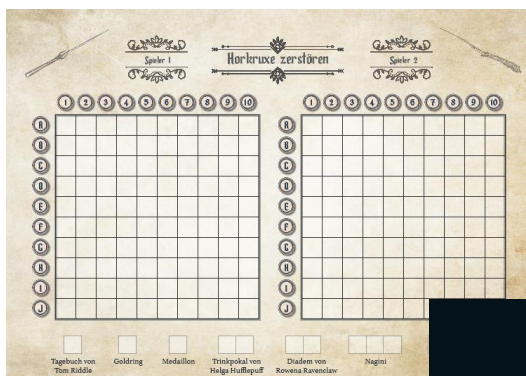 Spieler 1
Horkruxe zerstören
Spieler 2
1 2 3 4 5 6 7 8 9 10
1 2 3 4 5 6 7 8 9 10
A
B
C
D
E
F
G
H
I
J
A
B
C
D
E
F
G
H
I
J
Tagebuch von
Tom Riddle
Goldring
Medaillon
Trinkpokal von
Helga Hufflepuff
Diadem von
Rowena Ravenclaw
Nagini